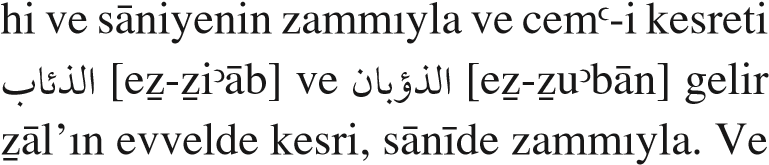 hi ve sāniyenin zammıyla ve cemʿ-i kesreti
الذئاب [eẕ-ẕiʾāb] ve الذؤبان [eẕ-ẕuʾbān] gelir
ẕāl’ın evvelde kesri, sānīde zammıyla. Ve